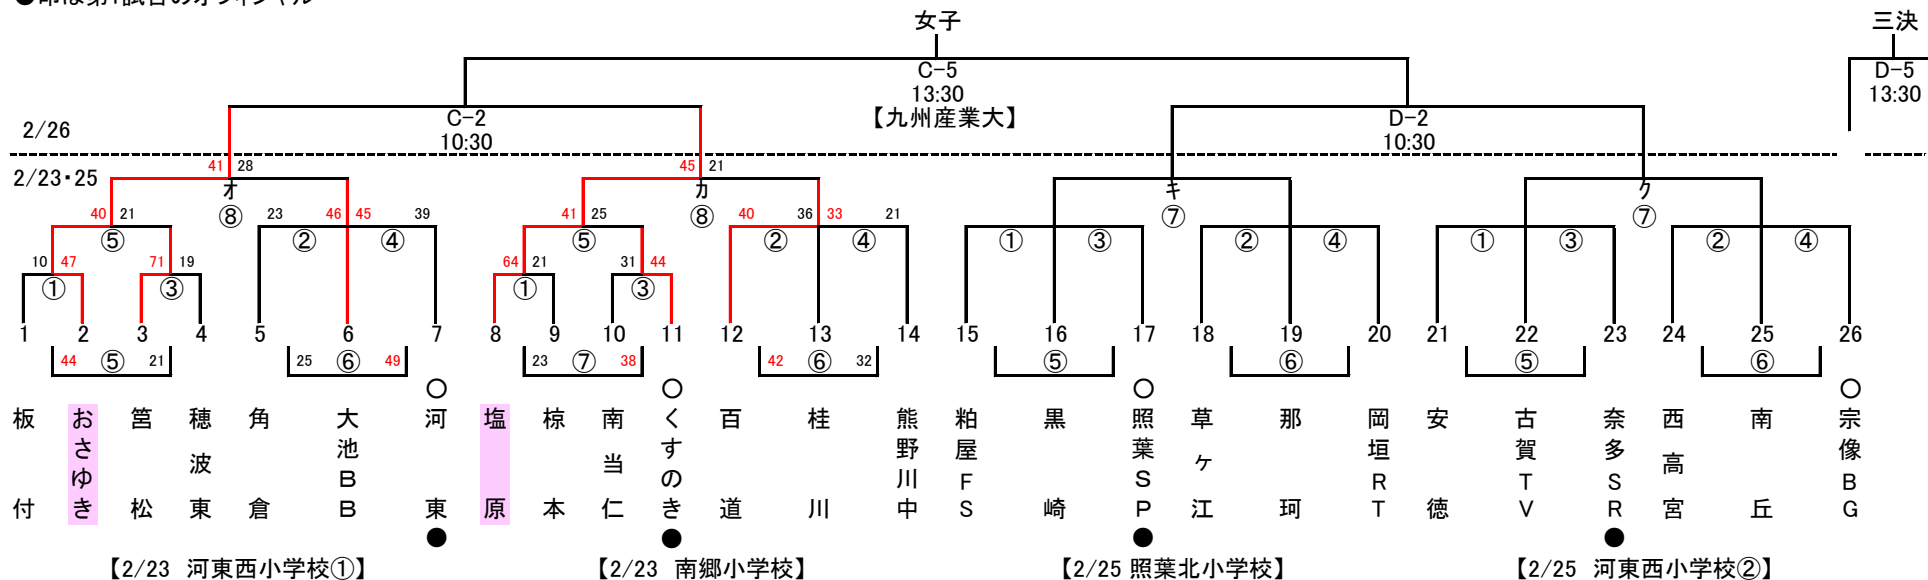 ●印は第1試合のオフィシャル
女子
三決
C-5
13:30
【九州産業大】
D-5
13:30
2/26
C-2
10:30
D-2
10:30
2/23・25
41 28
45 21
オ
⑧
カ
⑧
キ
⑦
ク
⑦
40 21
23 46 45 39
41 25
40 36 33 21
⑤ ② ④ ⑤ ② ④ ① ③ ② ④ ① ③ ② ④
10 47 71 19
64 21 31 44
① ③ ① ③
1 2 3 4 5 6 7 8 9 10 11 12 13 14 15 16 17 18 19 20 21 22 23 24 25 26
44 ⑤ 21
25 ⑥ 49
23 ⑦ 38
42 ⑥ 32
⑤
⑥
⑤
⑥
○ ○ ○ ○
板付
おさゆき
筥松
穂波東
角倉
大池BB
河東
塩原
椋本
南当仁
くすのき
百道
桂川
熊野川中
粕屋FS
黒崎
照葉SP
草ヶ江
那珂
岡垣RT
安徳
古賀TV
奈多SR
西高宮
南丘
宗像BG
● ● ● ●
【2/23 河東西小学校①】
【2/23 南郷小学校】
【2/25 照葉北小学校】
【2/25 河東西小学校②】